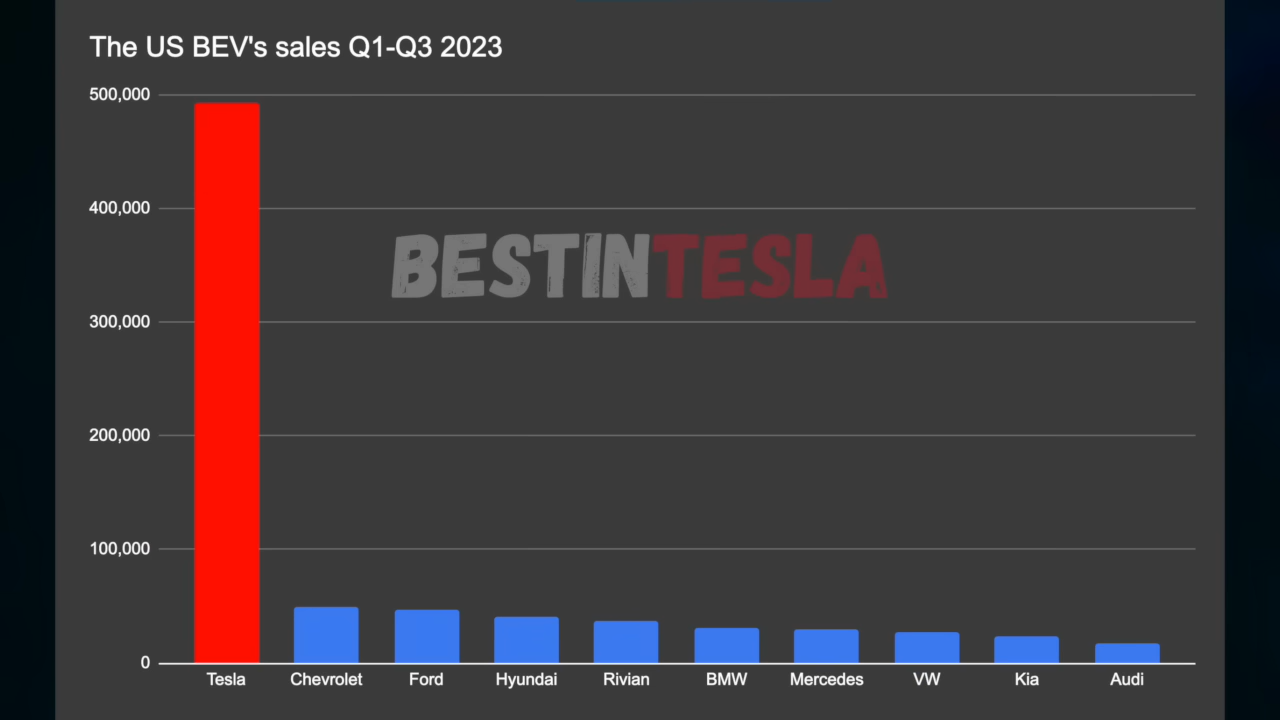 The US BEV's sales Q1-Q3 2023
500,000
400,000
BESTINTESLA
300,000
200,000
100,000
0
Tesla Chevrolet Ford Hyundai Rivian BMW Mercedes VW Kia Audi